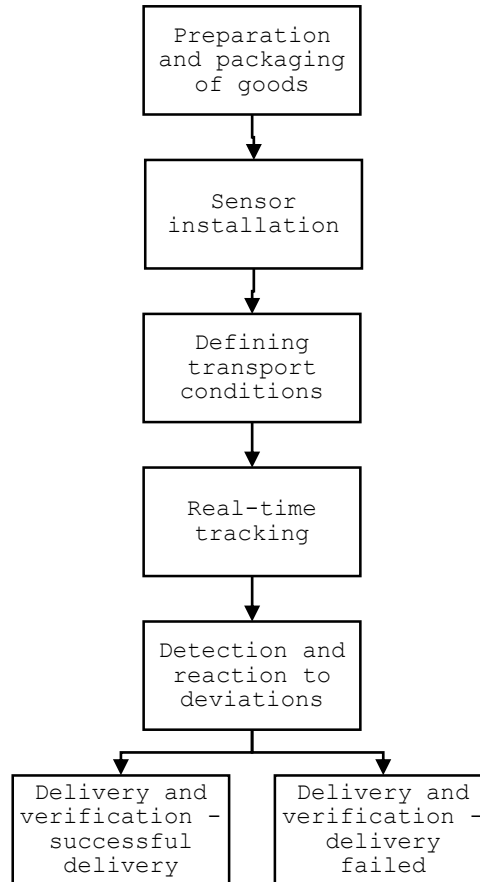 Preparation
and packaging
of goods
Sensor
installation
Defining
transport
conditions
Real-time
tracking
Detection and
reaction to
deviations
Delivery and
verification –
successful
delivery
Delivery and
verification –
delivery
failed